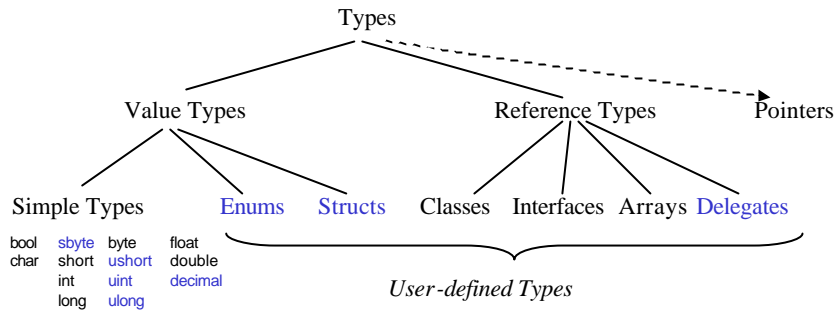 Types
Value Types Reference Types Pointers
Simple Types Enums Structs Classes Interfaces Arrays Delegates
bool sbyte byte float
char short ushort double
int uint decimal
long ulong
User-defined Types